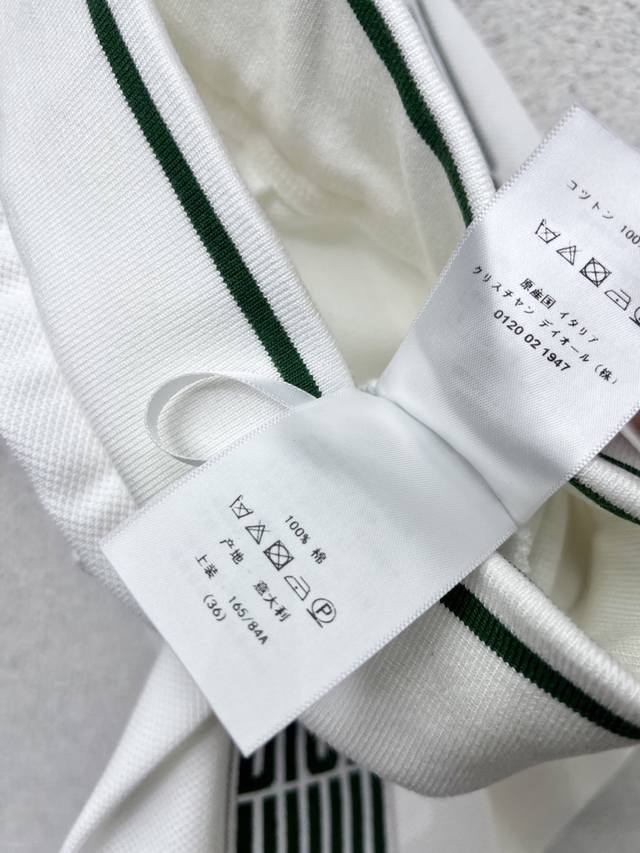 コットン 100
原産国 イタリア
クリスチャン ディオール (株)
0120 02 1947
100% 棉
P
产地 意大利
上装 165/84A
(36)